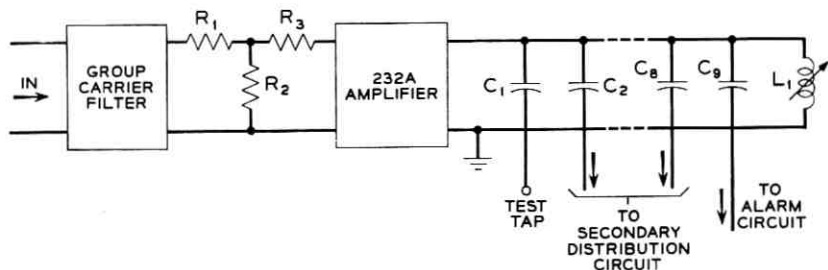 IN
GROUP
CARRIER
FILTER
R1
R3
R2
232A
AMPLIFIER
C1
C2
C8
C9
L1
TEST
TAP
TO
SECONDARY
DISTRIBUTION
CIRCUIT
TO
ALARM
CIRCUIT